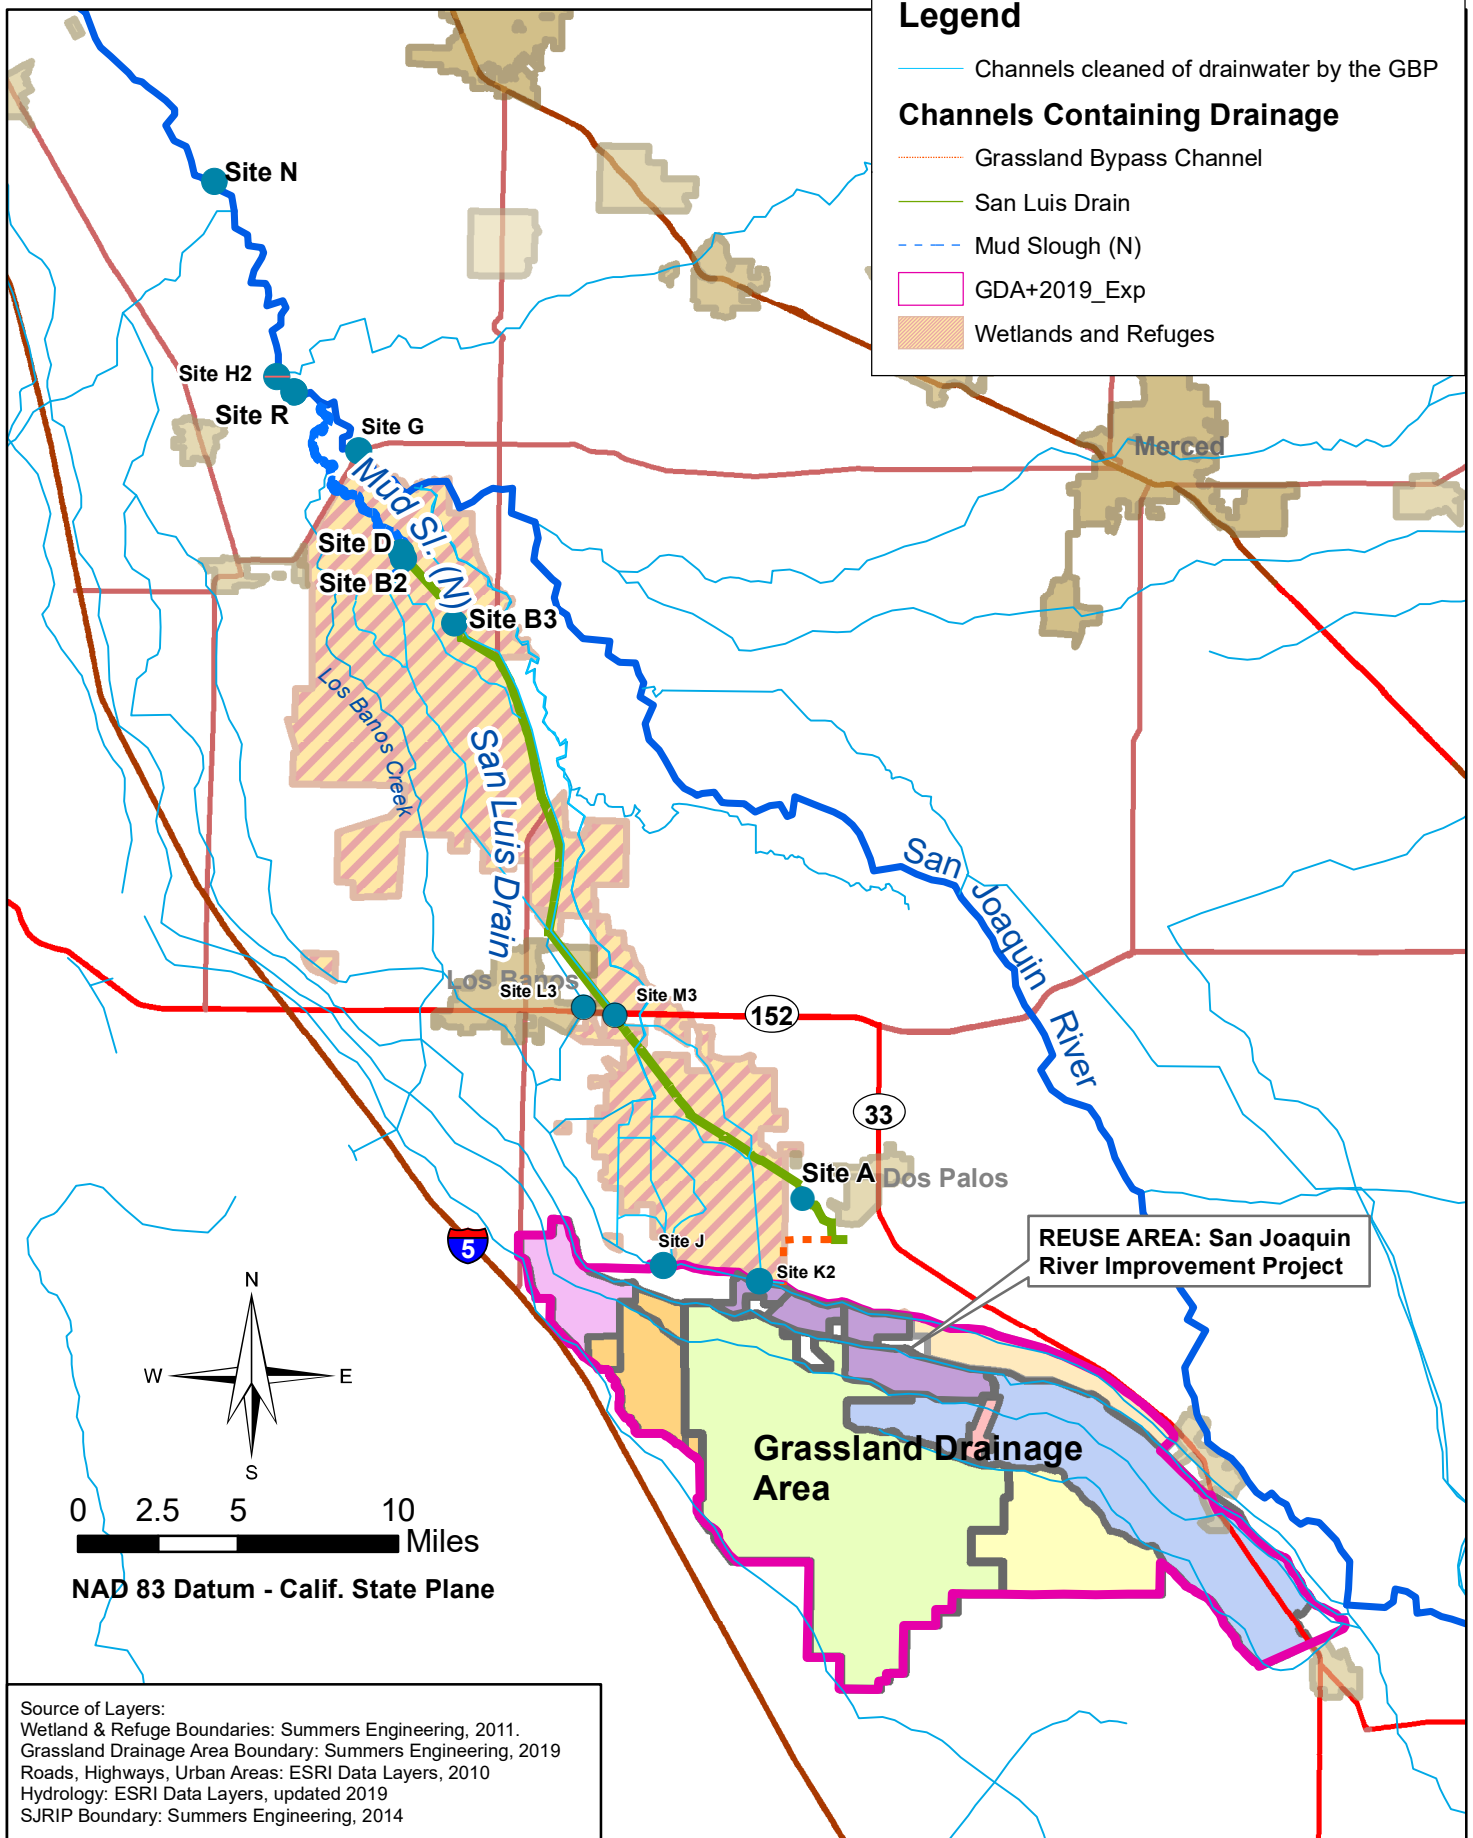 Legend
Channels cleaned of drainwater by the GBP
Channels Containing Drainage
Grassland Bypass Channel
San Luis Drain
Mud Slough (N)
GDA+2019_Exp
Wetlands and Refuges
Site N
Site H2
Site R
Site G
Merced
Mud Sl. (N)
Site D
Site B2
Site B3
Los Banos Creek
San Luis Drain
San Joaquin River
Los Banos
Site L3
Site M3
152
33
Site A
Dos Palos
5
Site J
Site K2
REUSE AREA: San Joaquin
River Improvement Project
N
W
E
S
Grassland Drainage
Area
0 2.5 5 10
Miles
NAD 83 Datum - Calif. State Plane
Source of Layers:
Wetland & Refuge Boundaries: Summers Engineering, 2011.
Grassland Drainage Area Boundary: Summers Engineering, 2019
Roads, Highways, Urban Areas: ESRI Data Layers, 2010
Hydrology: ESRI Data Layers, updated 2019
SJRIP Boundary: Summers Engineering, 2014